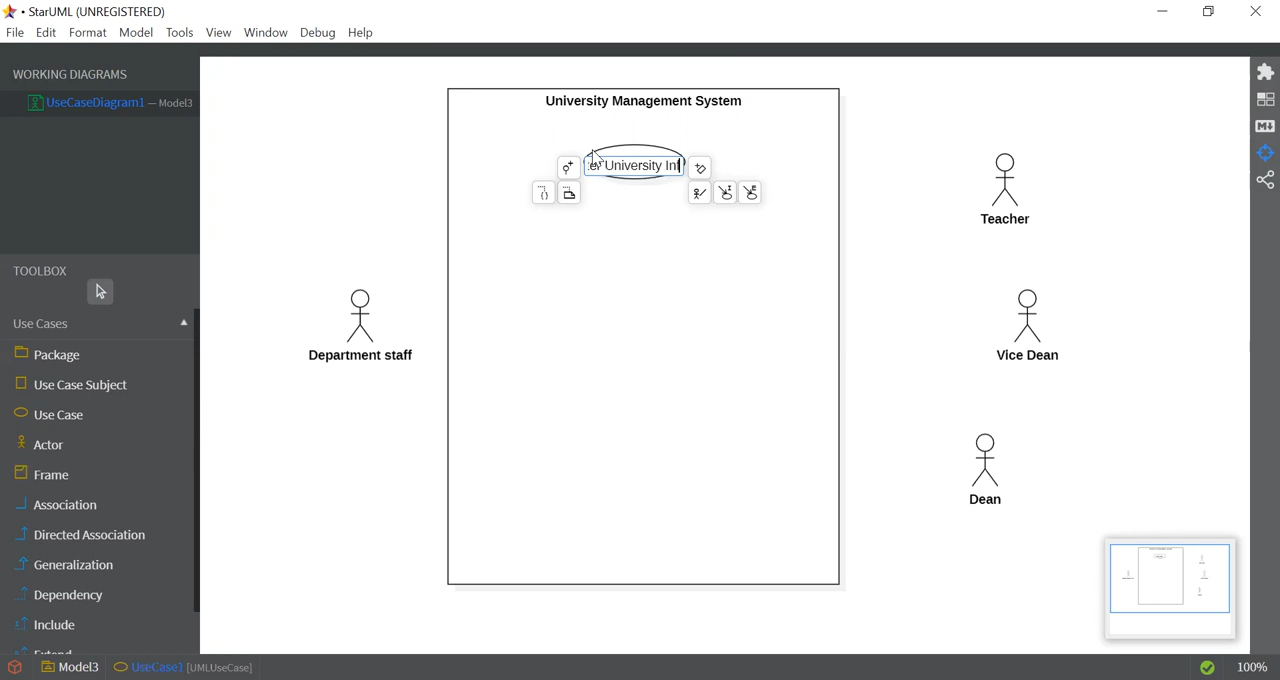 • StarUML (UNREGISTERED)
File Edit Format Model Tools View Window Debug Help
WORKING DIAGRAMS
UseCaseDiagram1 — Model3
University Management System
University Inf
Teacher
TOOLBOX
Use Cases
Department staff
Vice Dean
Package
Use Case Subject
Use Case
Actor
Frame
Dean
Association
Directed Association
Generalization
Dependency
Include
Model3 UseCase1 [UMLUseCase]
100%